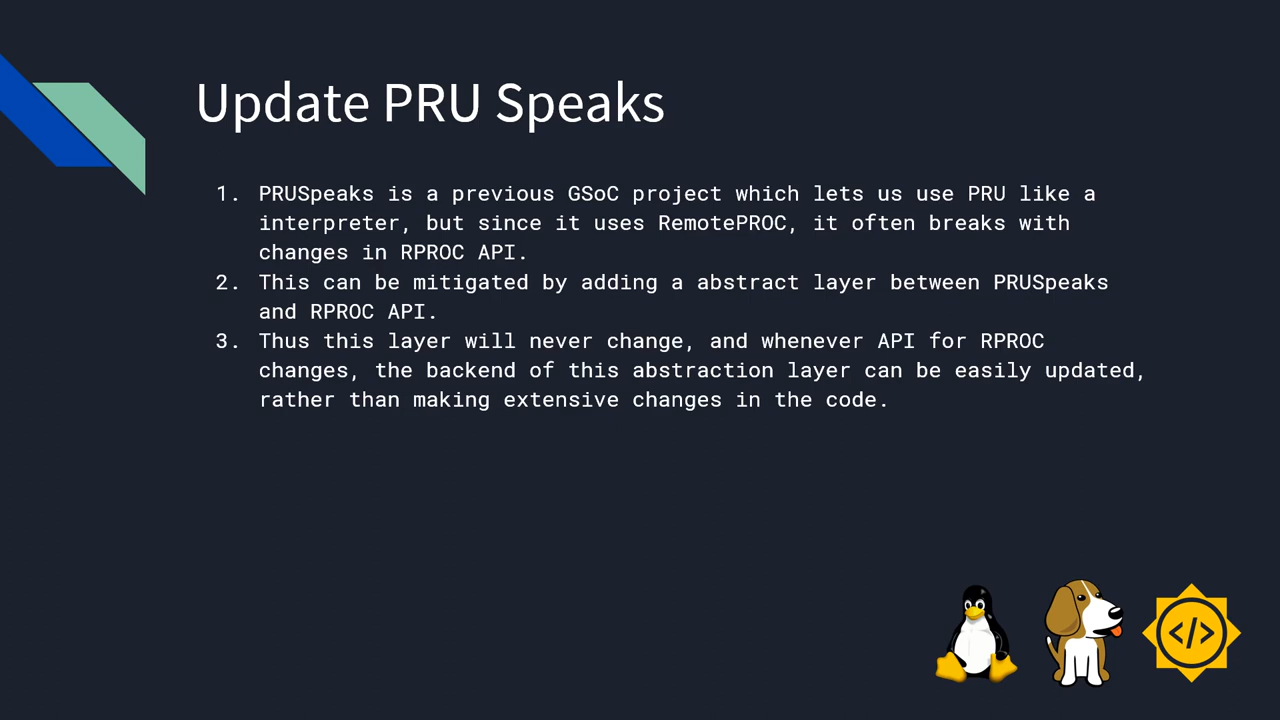 Update PRU Speaks
1. PRUSpeaks is a previous GSoC project which lets us use PRU like a
interpreter, but since it uses RemotePROC, it often breaks with
changes in RPROC API.
2. This can be mitigated by adding a abstract layer between PRUSpeaks
and RPROC API.
3. Thus this layer will never change, and whenever API for RPROC
changes, the backend of this abstraction layer can be easily updated,
rather than making extensive changes in the code.
</>